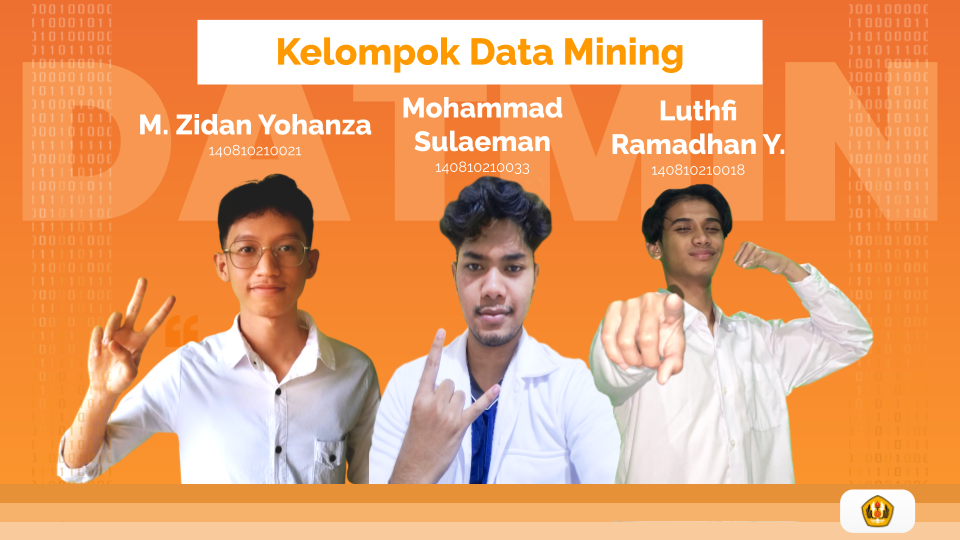 Kelompok Data Mining
DATMIN
M. Zidan Yohanza
140810210021
Mohammad
Sulaeman
140810210033
Luthfi
Ramadhan Y.
140810210018